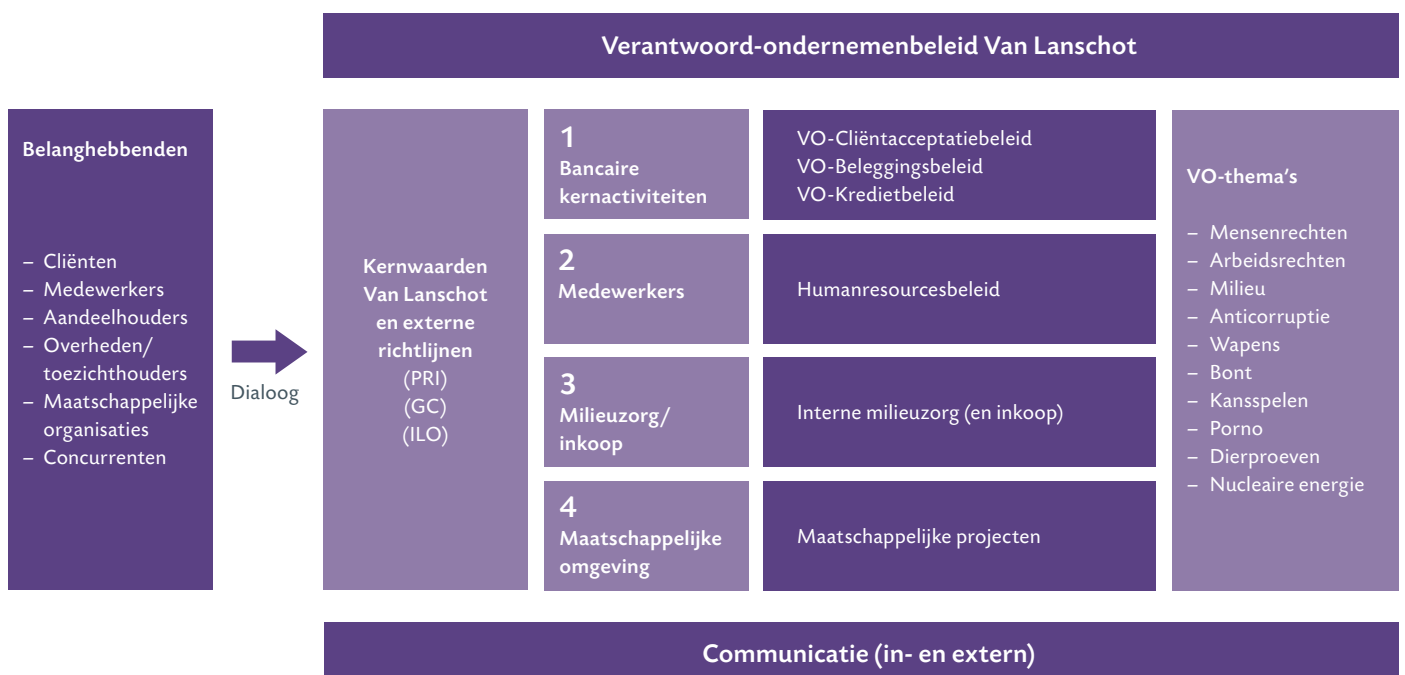 Verantwoord-ondernemenbeleid Van Lanschot
Belanghebbenden
– Cliënten
– Medewerkers
– Aandeelhouders
– Overheden/
toezichthouders
– Maatschappelijke
organisaties
– Concurrenten
Dialoog
Kernwaarden
Van Lanschot
en externe
richtlijnen
(PRI)
(GC)
(ILO)
1
Bancaire
kernactiviteiten
VO-Cliëntacceptatiebeleid
VO-Beleggingsbeleid
VO-Kredietbeleid
2
Medewerkers
Humanresourcesbeleid
3
Milieuzorg/
inkoop
Interne milieuzorg (en inkoop)
4
Maatschappelijke
omgeving
Maatschappelijke projecten
VO-thema's
– Mensenrechten
– Arbeidsrechten
– Milieu
– Anticorruptie
– Wapens
– Bont
– Kansspelen
– Porno
– Dierproeven
– Nucleaire energie
Communicatie (in- en extern)